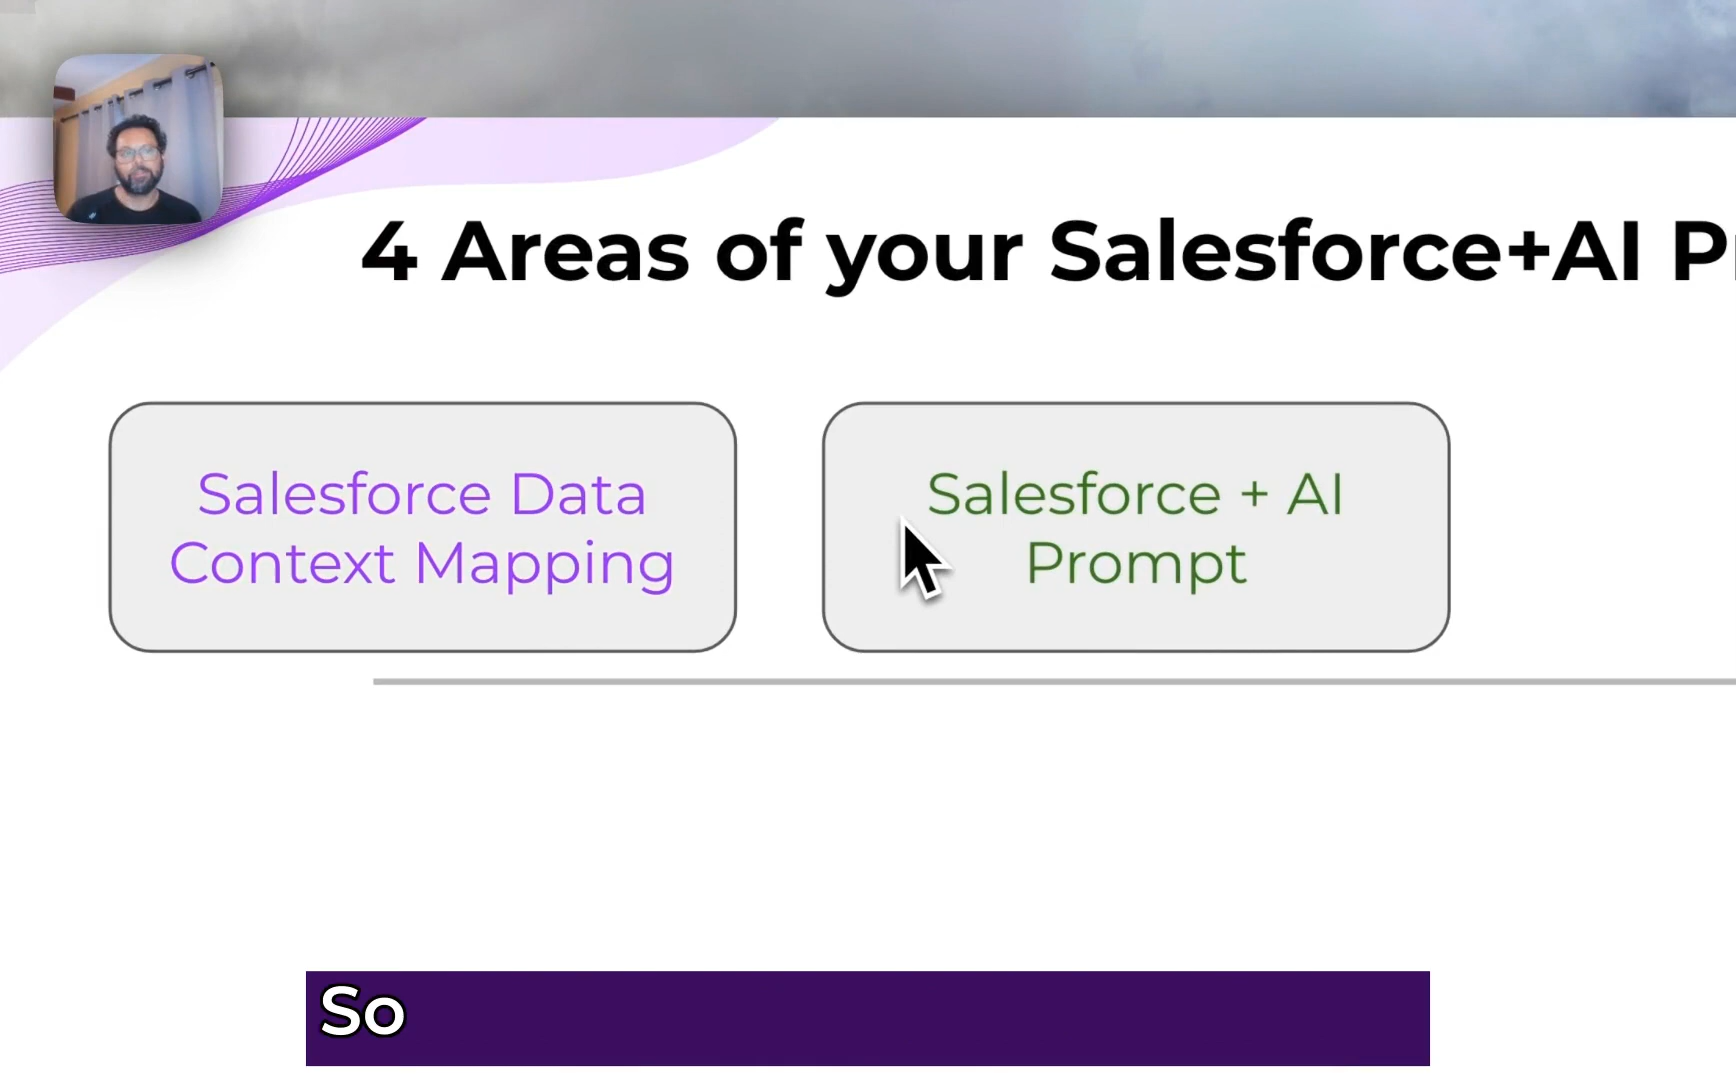 4 Areas of your Salesforce+AI
Salesforce Data
Context Mapping
Salesforce + AI
Prompt
So